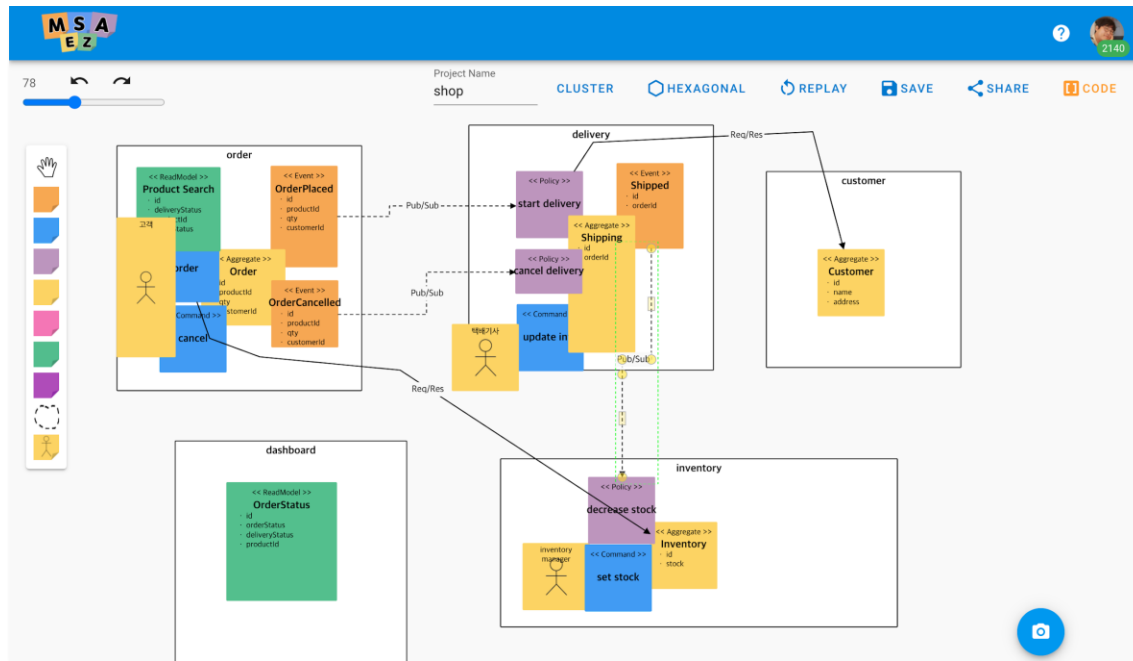 MSA
EZ
2140
78
Project Name
shop
CLUSTER
HEXAGONAL
REPLAY
SAVE
SHARE
CODE
order
<< ReadModel >>
Product Search
· id
· deliveryStatus
고객
<< Event >>
OrderPlaced
· id
· productId
· qty
· customerId
order
< Aggregate >>
Order
id
productId
qty
stomerId
<< Event >>
OrderCancelled
· id
· productId
· qty
· customerId
Command >>
cancel
Pub/Sub
Pub/Sub
Req/Res
delivery
Req/Res
<< Policy >>
start delivery
<< Event >>
Shipped
· id
· orderId
<< Aggregate >>
Shipping
· id
orderId
<< Policy >>
cancel delivery
<< Command
update in
택배기사
Pub/Sub
customer
<< Aggregate >>
Customer
· id
· name
· address
dashboard
<< ReadModel >>
OrderStatus
· id
· orderStatus
· deliveryStatus
· productId
inventory
<< Policy >>
decrease stock
<< Aggregate >>
Inventory
· id
· stock
inventory
manager
<< Command >>
set stock